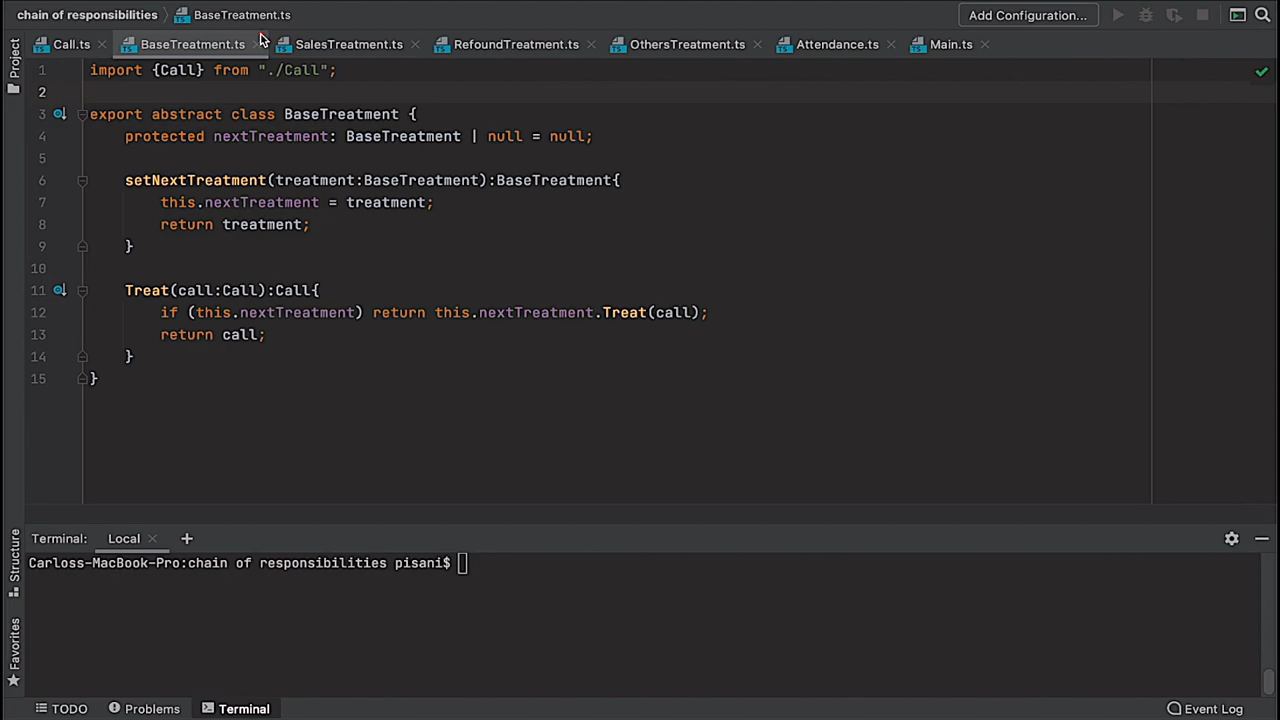 chain of responsibilities BaseTreatment.ts Add Configuration...
Project
Call.ts BaseTreatment.ts SalesTreatment.ts RefoundTreatment.ts OthersTreatment.ts Attendance.ts Main.ts
1 import {Call} from "./Call";
2
3 export abstract class BaseTreatment {
4 protected nextTreatment: BaseTreatment | null = null;
5
6 setNextTreatment(treatment:BaseTreatment):BaseTreatment{
7 this.nextTreatment = treatment;
8 return treatment;
9 }
10
11 Treat(call:Call):Call{
12 if (this.nextTreatment) return this.nextTreatment.Treat(call);
13 return call;
14 }
15 }
Structure
Favorites
Terminal: Local +
Carloss-MacBook-Pro:chain of responsibilities pisani$
TODO Problems Terminal Event Log